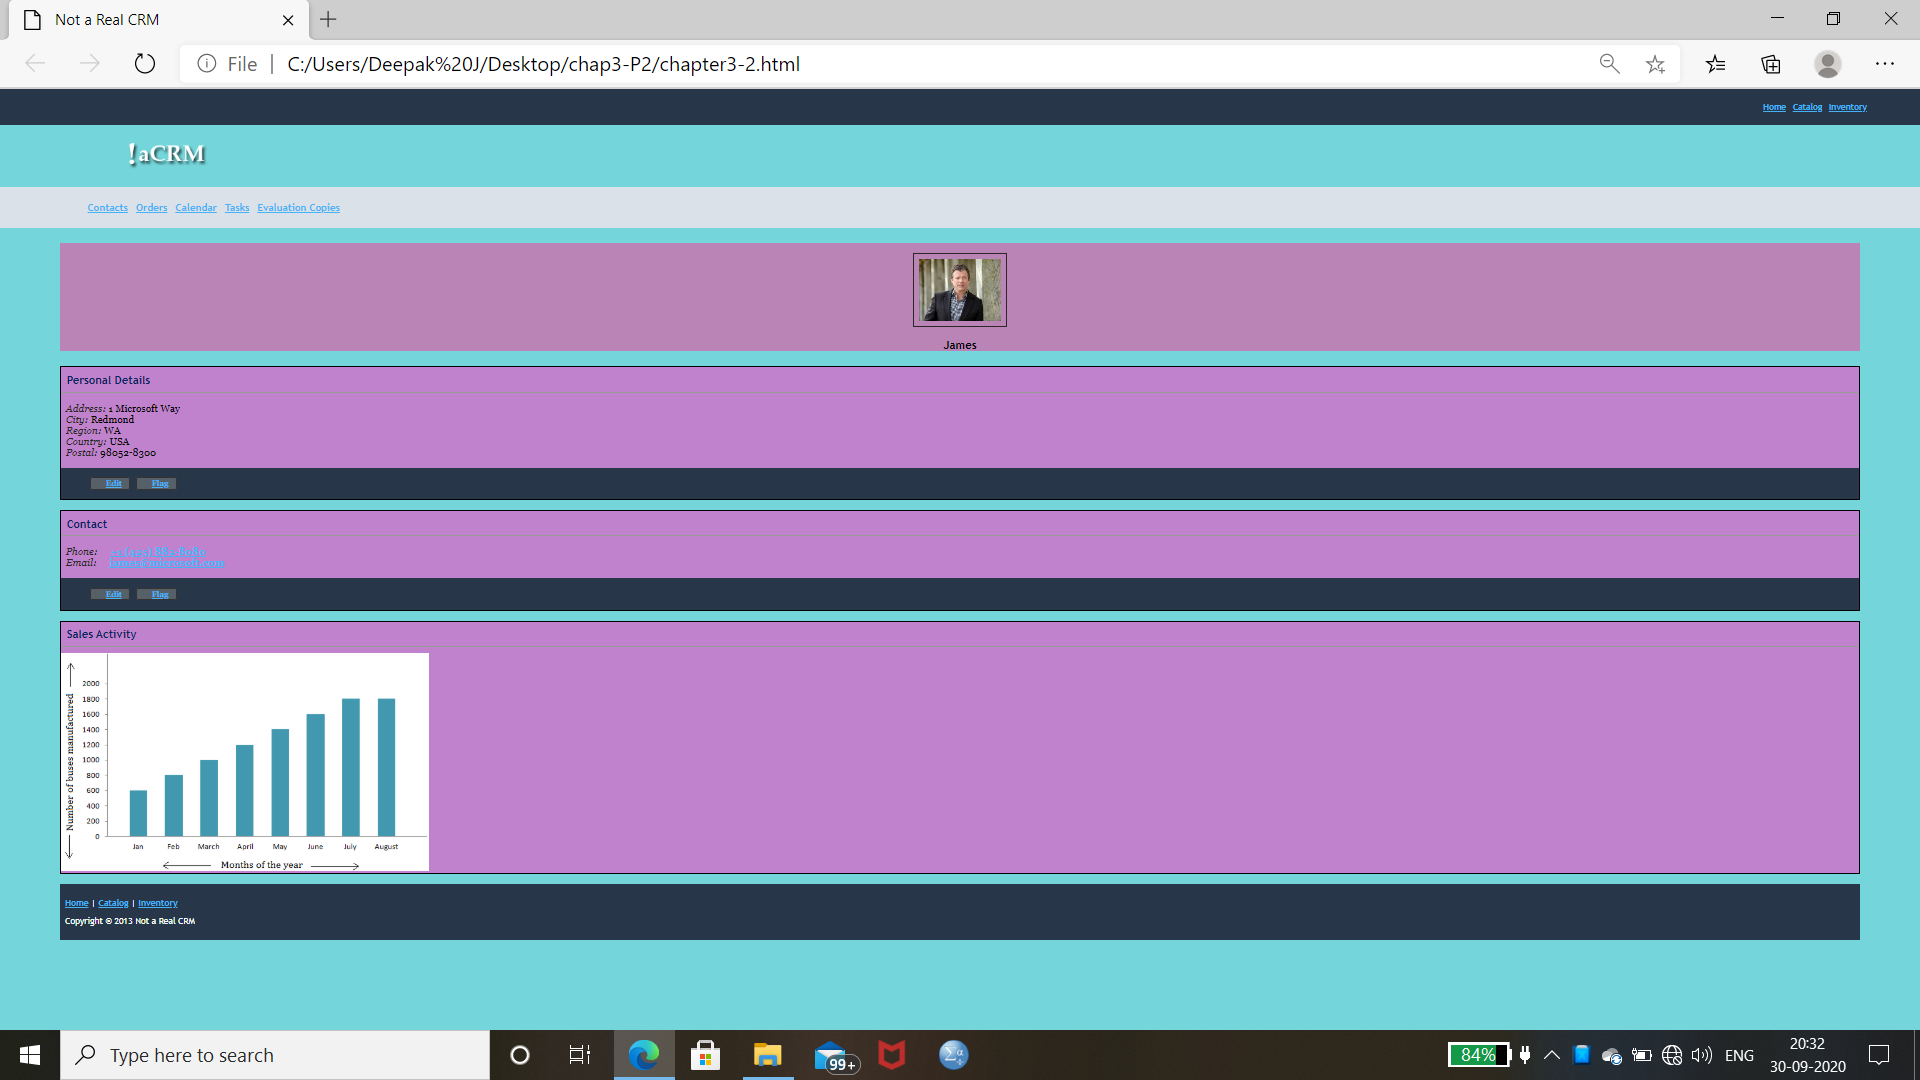 Not a Real CRM
File | C:/Users/Deepak%20J/Desktop/chap3-P2/chapter3-2.html
Home Catalog Inventory
!aCRM
Contacts Orders Calendar Tasks Evaluation Copies
James
Personal Details
Address: 1 Microsoft Way
City: Redmond
Region: WA
Country: USA
Postal: 98052-8300
Edit Flag
Contact
Phone:
Email:
Edit Flag
Sales Activity
Number of buses manufactured
2000
1800
1600
1400
1200
1000
800
600
400
200
0
Jan Feb March April May June July August
Months of the year
Home | Catalog | Inventory
Copyright © 2013 Not a Real CRM
Type here to search
99+
Σα
84%
ENG
20:32
30-09-2020